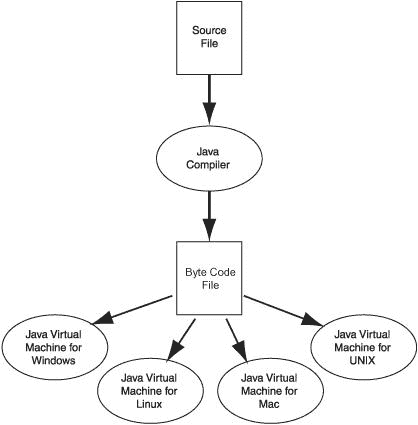 Source
File
Java
Compiler
Byte Code
File
Java Virtual
Machine for
Windows
Java Virtual
Machine for
Linux
Java Virtual
Machine for
Mac
Java Virtual
Machine for
UNIX